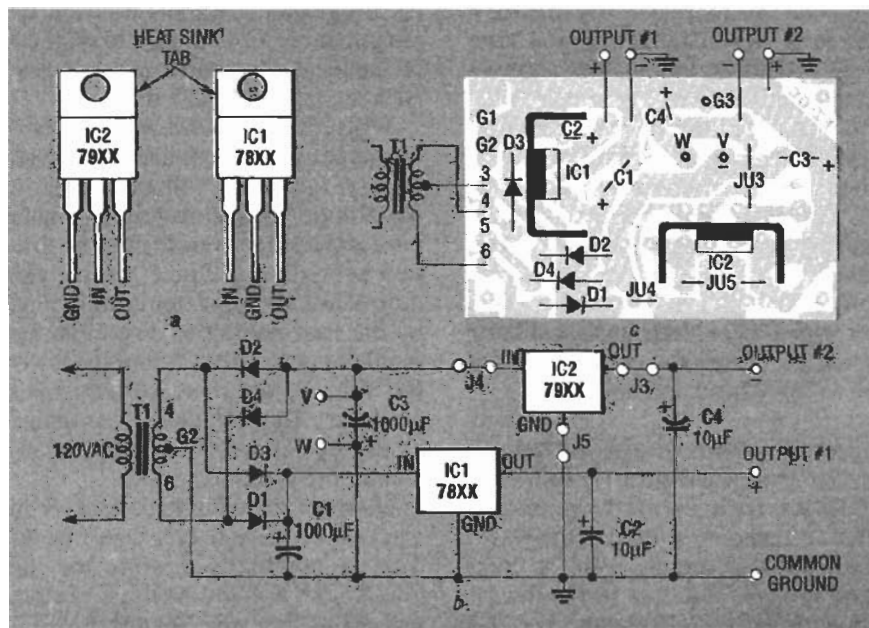 HEAT SINK
TAB
IC2
79XX
IC1
78XX
GND
IN
OUT
IN
GND
OUT
a
OUTPUT #1
OUTPUT #2
+
−
−
+
G1
G2
3
4
5
6
T1
D3
IC1
C2
+
C1
+
+
C4
G3
W
V
JU3
C3
+
D2
D4
D1
JU4
IC2
JU5
c
120VAC
T1
4
G2
6
D2
D4
D3
D1
V
W
C3
1000µF
+
C1
1000µF
+
J4
IN
IC2
79XX
OUT
J3
GND
J5
IN
IC1
78XX
OUT
GND
C4
10µF
+
C2
10µF
+
OUTPUT #2
−
OUTPUT #1
+
COMMON
GROUND
b